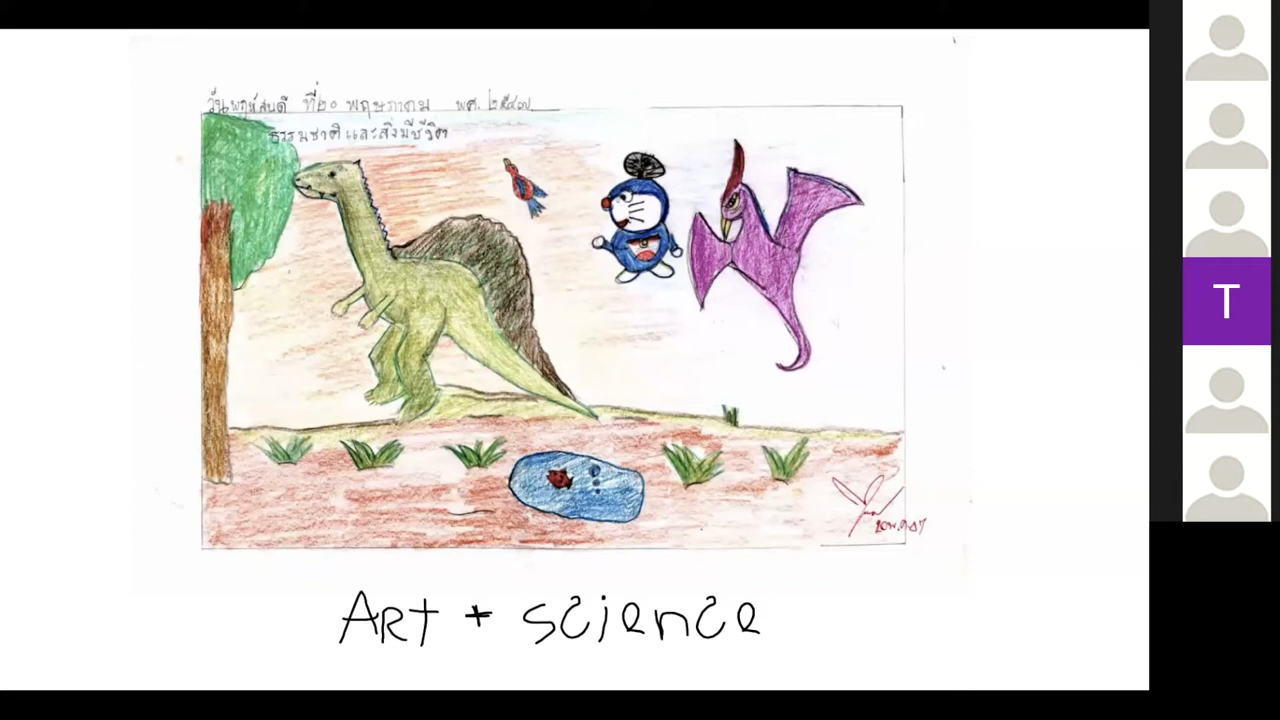 วันพฤหัสบดี ที่ ๒๐ พฤษภาคม พศ. ๒๕๔๗
ธรรมชาติและสิ่งมีชีวิต
T
ART + science